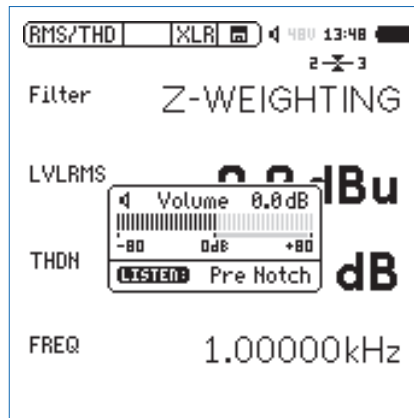 RMS/THD XLR 48V 13:48
2 3
Filter Z-WEIGHTING
LVLRMS dBu
Volume 0.0dB
-80 0dB +80
LISTEN: Pre Notch
THDN dB
FREQ 1.00000kHz